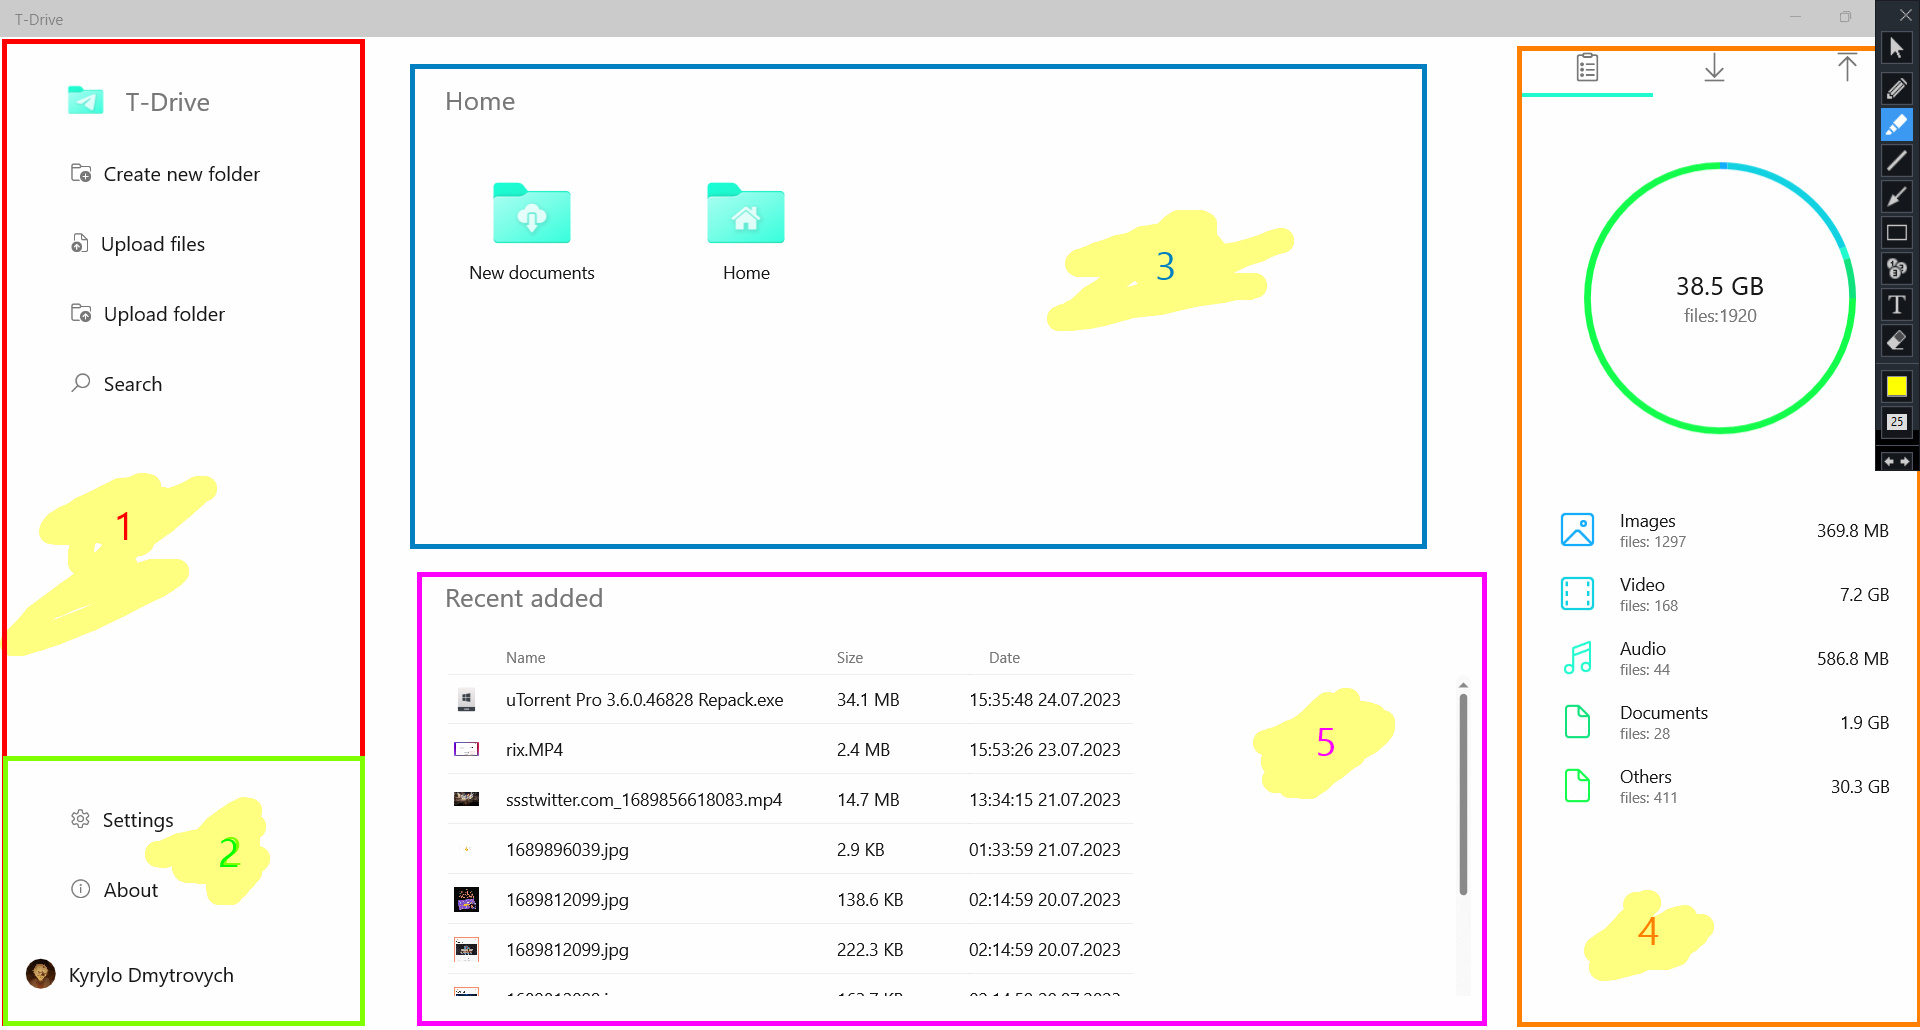 T-Drive
T-Drive
Create new folder
Upload files
Upload folder
Search
1
Settings
2
About
Kyrylo Dmytrovych
Home
New documents
Home
3
Recent added
Name Size Date
uTorrent Pro 3.6.0.46828 Repack.exe 34.1 MB 15:35:48 24.07.2023
rix.MP4 2.4 MB 15:53:26 23.07.2023
ssstwitter.com_1689856618083.mp4 14.7 MB 13:34:15 21.07.2023
1689896039.jpg 2.9 KB 01:33:59 21.07.2023
1689812099.jpg 138.6 KB 02:14:59 20.07.2023
1689812099.jpg 222.3 KB 02:14:59 20.07.2023
5
38.5 GB
files:1920
Images
files: 1297
369.8 MB
Video
files: 168
7.2 GB
Audio
files: 44
586.8 MB
Documents
files: 28
1.9 GB
Others
files: 411
30.3 GB
4
T
25